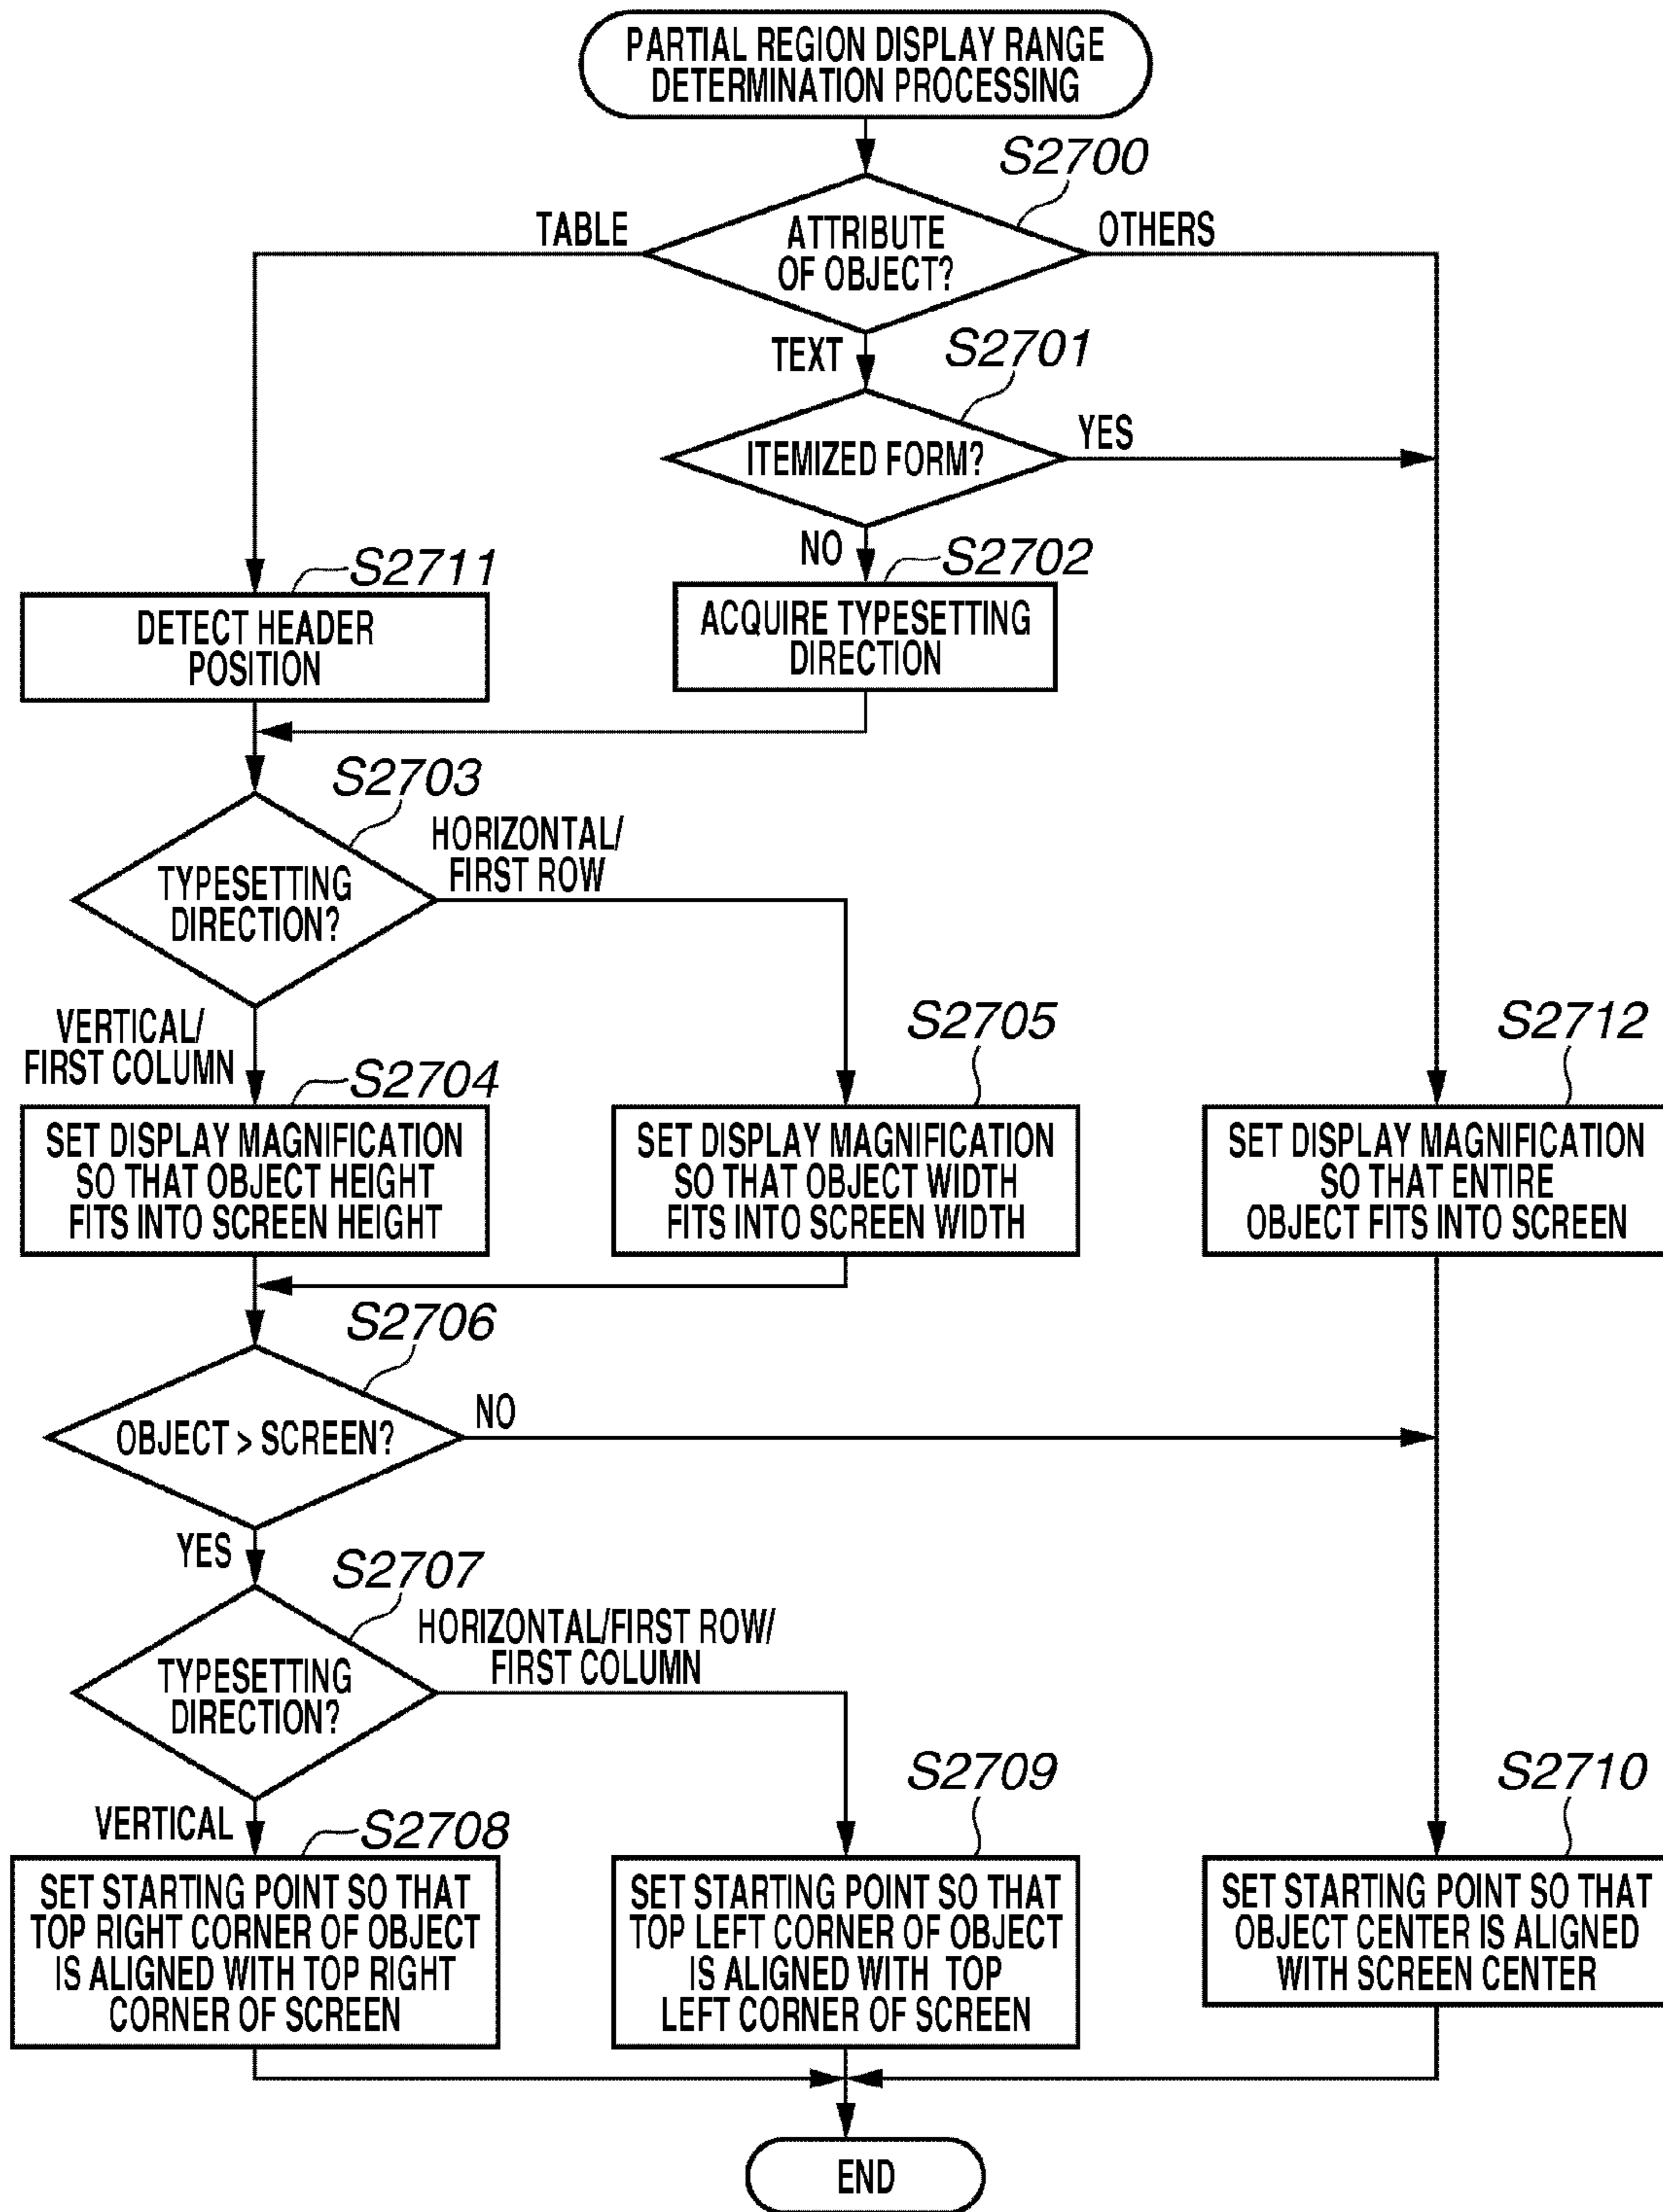 PARTIAL REGION DISPLAY RANGE
DETERMINATION PROCESSING
S2700
TABLE
ATTRIBUTE
OF OBJECT?
OTHERS
TEXT
S2701
ITEMIZED FORM?
YES
NO
S2702
S2711
DETECT HEADER
POSITION
ACQUIRE TYPESETTING
DIRECTION
S2703
TYPESETTING
DIRECTION?
HORIZONTAL/
FIRST ROW
VERTICAL/
FIRST COLUMN
S2704
SET DISPLAY MAGNIFICATION
SO THAT OBJECT HEIGHT
FITS INTO SCREEN HEIGHT
S2705
SET DISPLAY MAGNIFICATION
SO THAT OBJECT WIDTH
FITS INTO SCREEN WIDTH
S2712
SET DISPLAY MAGNIFICATION
SO THAT ENTIRE
OBJECT FITS INTO SCREEN
S2706
OBJECT > SCREEN?
NO
YES
S2707
TYPESETTING
DIRECTION?
HORIZONTAL/FIRST ROW/
FIRST COLUMN
VERTICAL
S2708
SET STARTING POINT SO THAT
TOP RIGHT CORNER OF OBJECT
IS ALIGNED WITH TOP RIGHT
CORNER OF SCREEN
S2709
SET STARTING POINT SO THAT
TOP LEFT CORNER OF OBJECT
IS ALIGNED WITH TOP
LEFT CORNER OF SCREEN
S2710
SET STARTING POINT SO THAT
OBJECT CENTER IS ALIGNED
WITH SCREEN CENTER
END